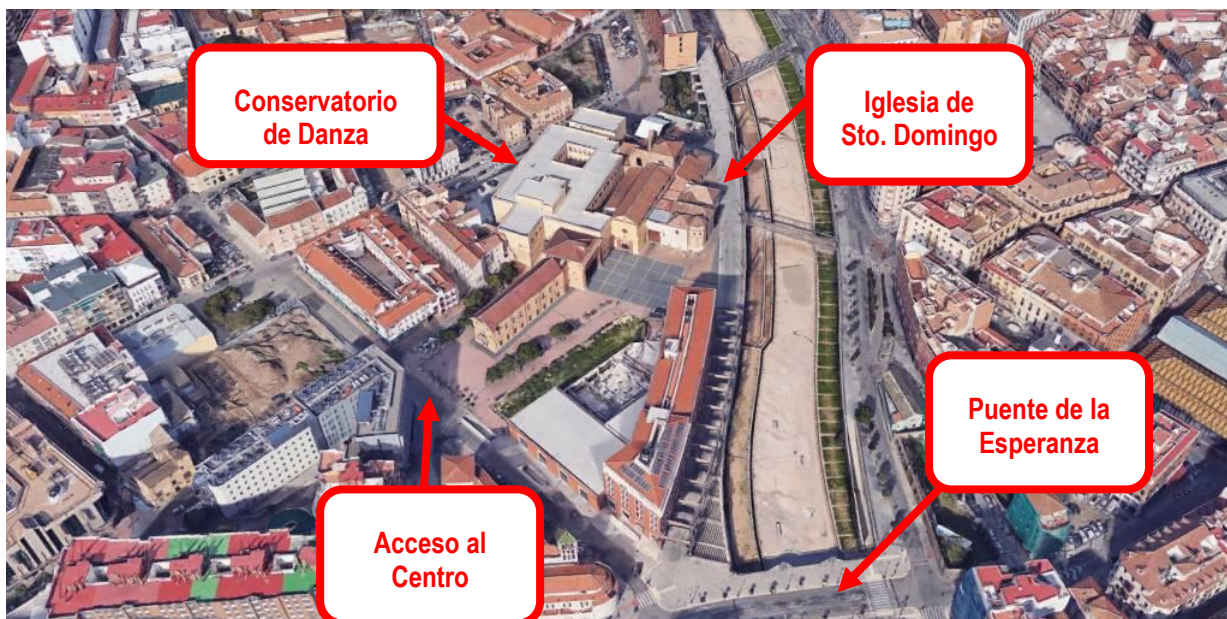 Conservatorio
de Danza
Iglesia de
Sto. Domingo
Puente de la
Esperanza
Acceso al
Centro